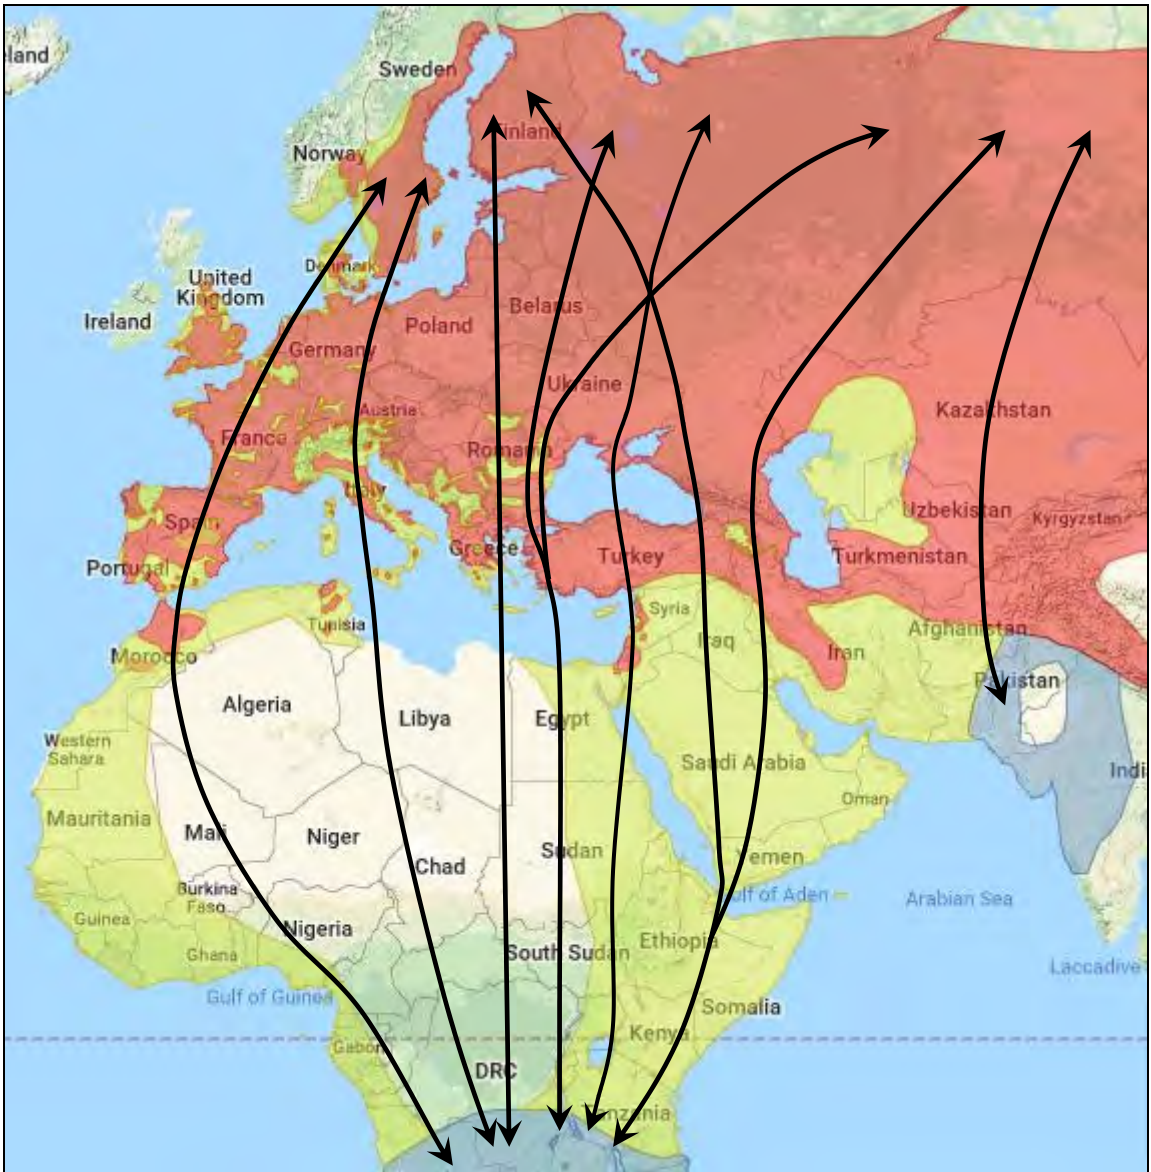 land
Sweden
Finland
Norway
Denmark
United
Kingdom
Ireland
Belarus
Poland
Germany
Ukraine
Austria
Kazakhstan
France
Romania
Italy
Uzbekistan
Kyrgyzstan
Spain
Greece
Turkey
Turkmenistan
Portugal
Syria
Tunisia
Afghanistan
Iraq
Iran
Morocco
Pakistan
Algeria
Libya
Egypt
Western
Sahara
Saudi Arabia
Indi
Oman
Mauritania
Mali
Niger
Sudan
Yemen
Chad
Burkina
Faso
Gulf of Aden
Arabian Sea
Guinea
Nigeria
Ethiopia
Ghana
South Sudan
Laccadive
Gulf of Guinea
Somalia
Kenya
Gabon
DRC
Tanzania